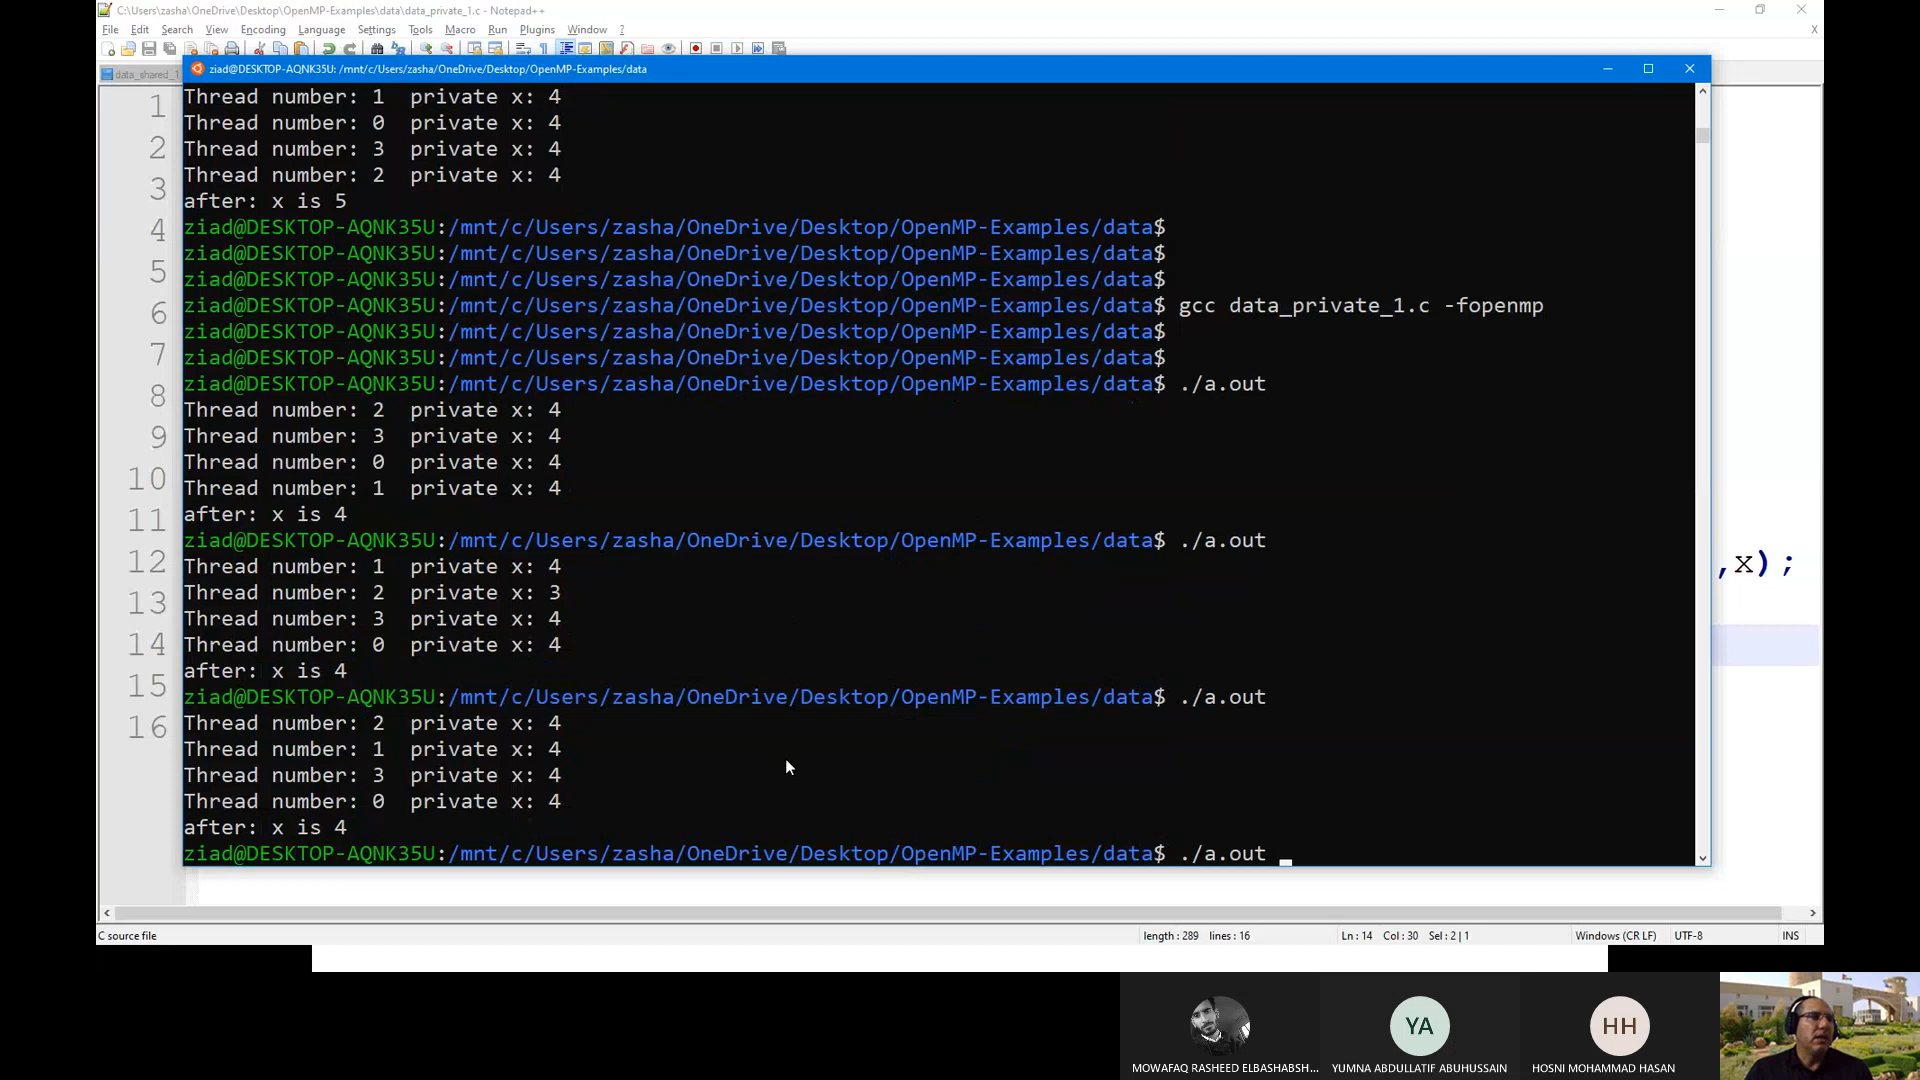 C:\Users\zasha\OneDrive\Desktop\OpenMP-Examples\data\data_private_1.c - Notepad++
File Edit Search View Encoding Language Settings Tools Macro Run Plugins Window ?
X
data_shared_1
ziad@DESKTOP-AQNK35U: /mnt/c/Users/zasha/OneDrive/Desktop/OpenMP-Examples/data
1
2
3
4
5
6
7
8
9
10
11
12
13
14
15
16
Thread number: 1  private x: 4
Thread number: 0  private x: 4
Thread number: 3  private x: 4
Thread number: 2  private x: 4
after: x is 5
ziad@DESKTOP-AQNK35U:/mnt/c/Users/zasha/OneDrive/Desktop/OpenMP-Examples/data$
ziad@DESKTOP-AQNK35U:/mnt/c/Users/zasha/OneDrive/Desktop/OpenMP-Examples/data$
ziad@DESKTOP-AQNK35U:/mnt/c/Users/zasha/OneDrive/Desktop/OpenMP-Examples/data$
ziad@DESKTOP-AQNK35U:/mnt/c/Users/zasha/OneDrive/Desktop/OpenMP-Examples/data$ gcc data_private_1.c -fopenmp
ziad@DESKTOP-AQNK35U:/mnt/c/Users/zasha/OneDrive/Desktop/OpenMP-Examples/data$
ziad@DESKTOP-AQNK35U:/mnt/c/Users/zasha/OneDrive/Desktop/OpenMP-Examples/data$
ziad@DESKTOP-AQNK35U:/mnt/c/Users/zasha/OneDrive/Desktop/OpenMP-Examples/data$ ./a.out
Thread number: 2  private x: 4
Thread number: 3  private x: 4
Thread number: 0  private x: 4
Thread number: 1  private x: 4
after: x is 4
ziad@DESKTOP-AQNK35U:/mnt/c/Users/zasha/OneDrive/Desktop/OpenMP-Examples/data$ ./a.out
Thread number: 1  private x: 4
Thread number: 2  private x: 3
Thread number: 3  private x: 4
Thread number: 0  private x: 4
after: x is 4
ziad@DESKTOP-AQNK35U:/mnt/c/Users/zasha/OneDrive/Desktop/OpenMP-Examples/data$ ./a.out
Thread number: 2  private x: 4
Thread number: 1  private x: 4
Thread number: 3  private x: 4
Thread number: 0  private x: 4
after: x is 4
ziad@DESKTOP-AQNK35U:/mnt/c/Users/zasha/OneDrive/Desktop/OpenMP-Examples/data$ ./a.out
,x);
C source file length : 289 lines : 16 Ln : 14 Col : 30 Sel : 2 | 1 Windows (CR LF) UTF-8 INS
YA
HH
MOWAFAQ RASHEED ELBASHABSH...
YUMNA ABDULLATIF ABUHUSSAIN
HOSNI MOHAMMAD HASAN